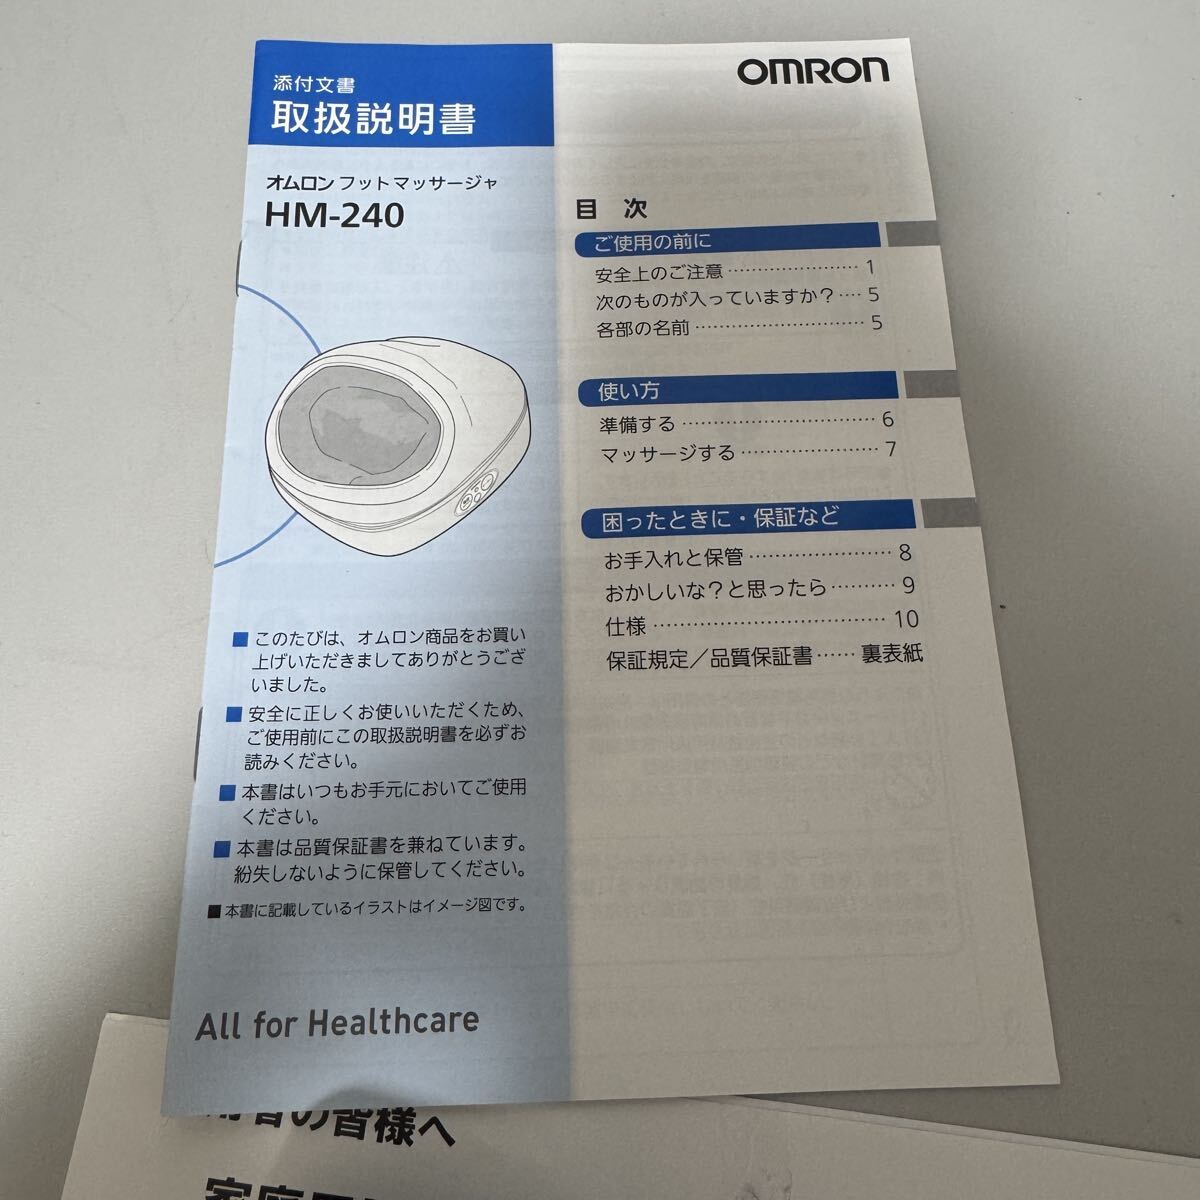 添付文書
取扱説明書
OMRON
オムロン フットマッサージャ
HM-240
目 次
ご使用の前に
安全上のご注意 …………………… 1
次のものが入っていますか？ …… 5
各部の名前 ………………………… 5
使い方
準備する …………………………… 6
マッサージする …………………… 7
困ったときに・保証など
お手入れと保管 …………………… 8
おかしいな？と思ったら ………… 9
仕様 ………………………………… 10
保証規定／品質保証書 …… 裏表紙
■ このたびは、オムロン商品をお買い
上げいただきましてありがとうござ
いました。
■ 安全に正しくお使いいただくため、
ご使用前にこの取扱説明書を必ずお
読みください。
■ 本書はいつもお手元においてご使用
ください。
■ 本書は品質保証書を兼ねています。
紛失しないように保管してください。
■ 本書に記載しているイラストはイメージ図です。
All for Healthcare
の皆様へ